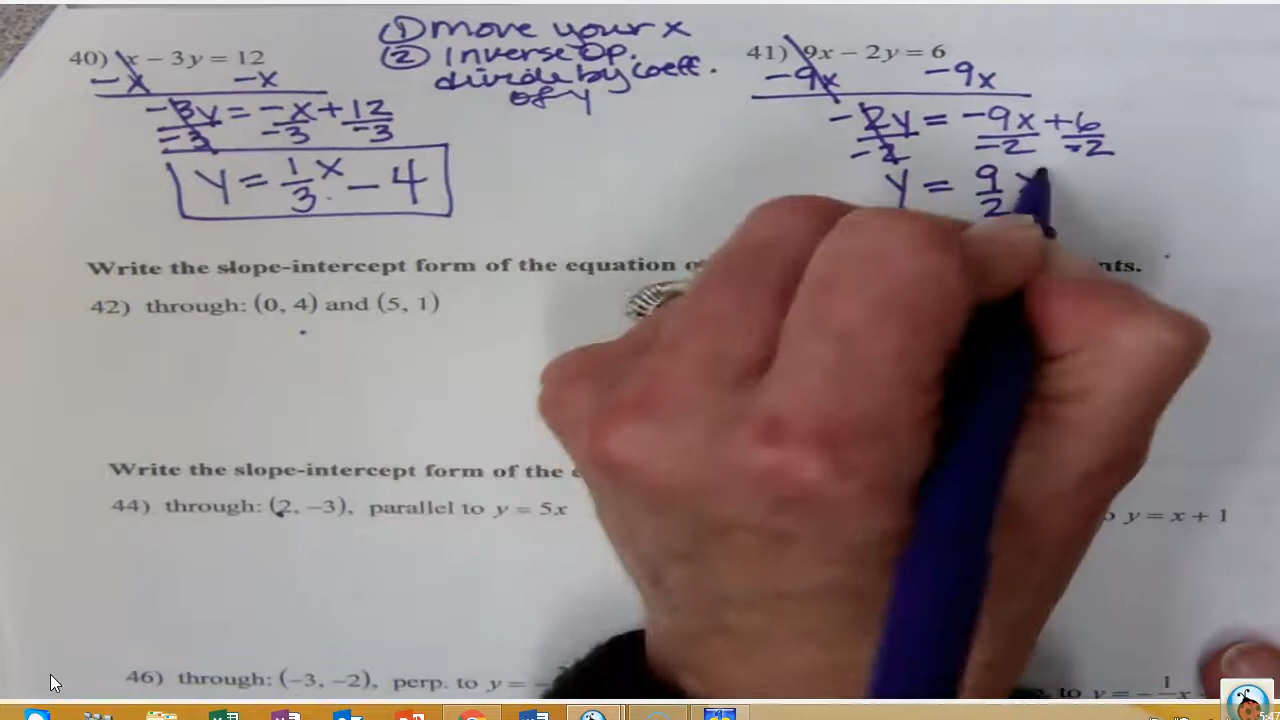 ① move your x
② Inverse Op.
divide by coeff.
of y
40) x − 3y = 12
−x −x
−3y = −x + 12
−3 −3 −3
y = 1/3 x − 4
41) 9x − 2y = 6
−9x −9x
−2y = −9x + 6
−2 −2 −2
y = 9/2 x
Write the slope-intercept form of the equation
42) through: (0, 4) and (5, 1)
Write the slope-intercept form of the
44) through: (2, −3), parallel to y = 5x
y = x + 1
46) through: (−3, −2), perp. to y = −
to y = − 1 x